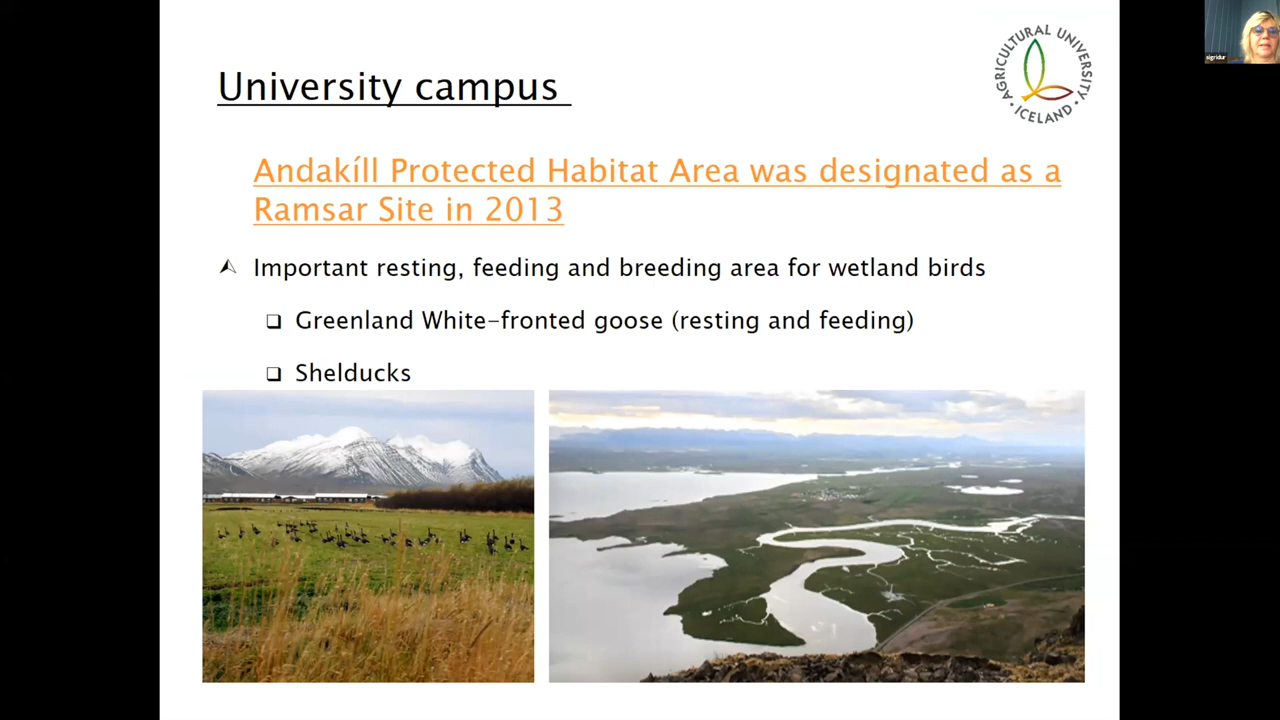 University campus
AGRICULTURAL UNIVERSITY
• ICELAND •
sigridur
Andakíll Protected Habitat Area was designated as a
Ramsar Site in 2013
Important resting, feeding and breeding area for wetland birds
Greenland White-fronted goose (resting and feeding)
Shelducks